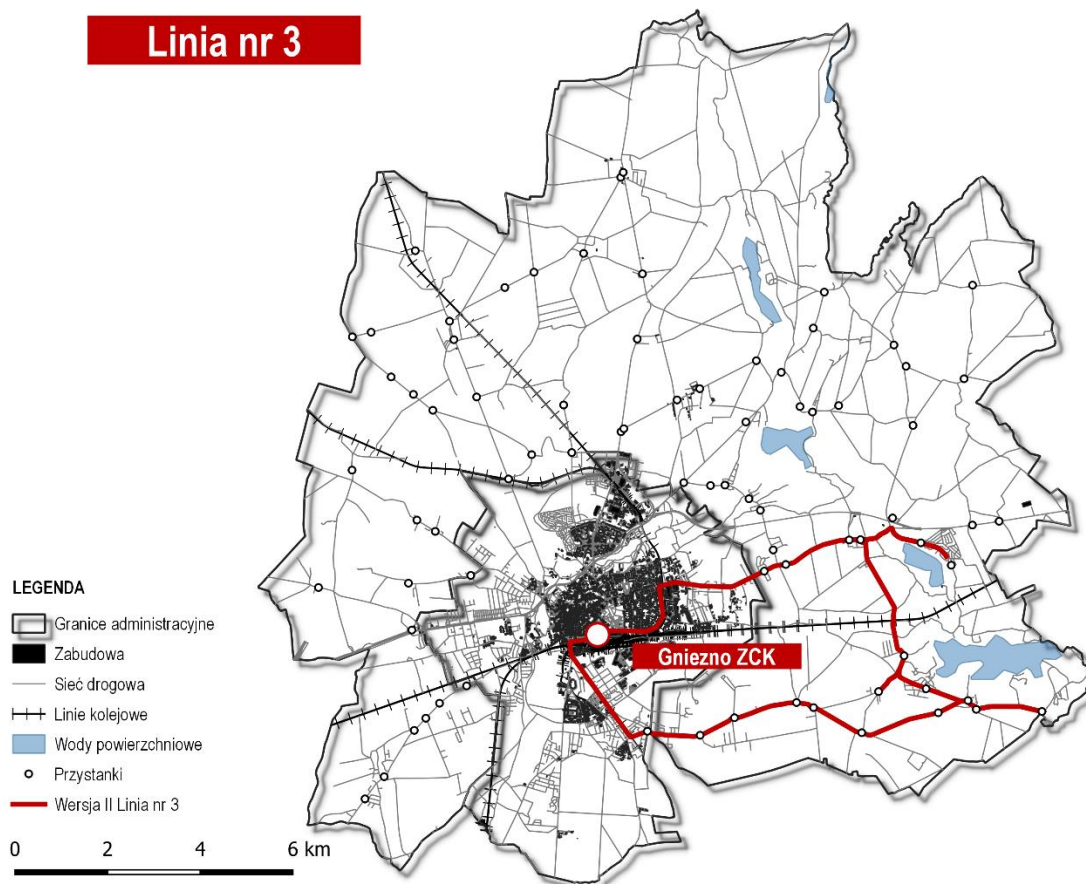 Linia nr 3
Gniezno ZCK
LEGENDA
Granice administracyjne
Zabudowa
Sieć drogowa
Linie kolejowe
Wody powierzchniowe
Przystanki
Wersja II Linia nr 3
0 2 4 6 km